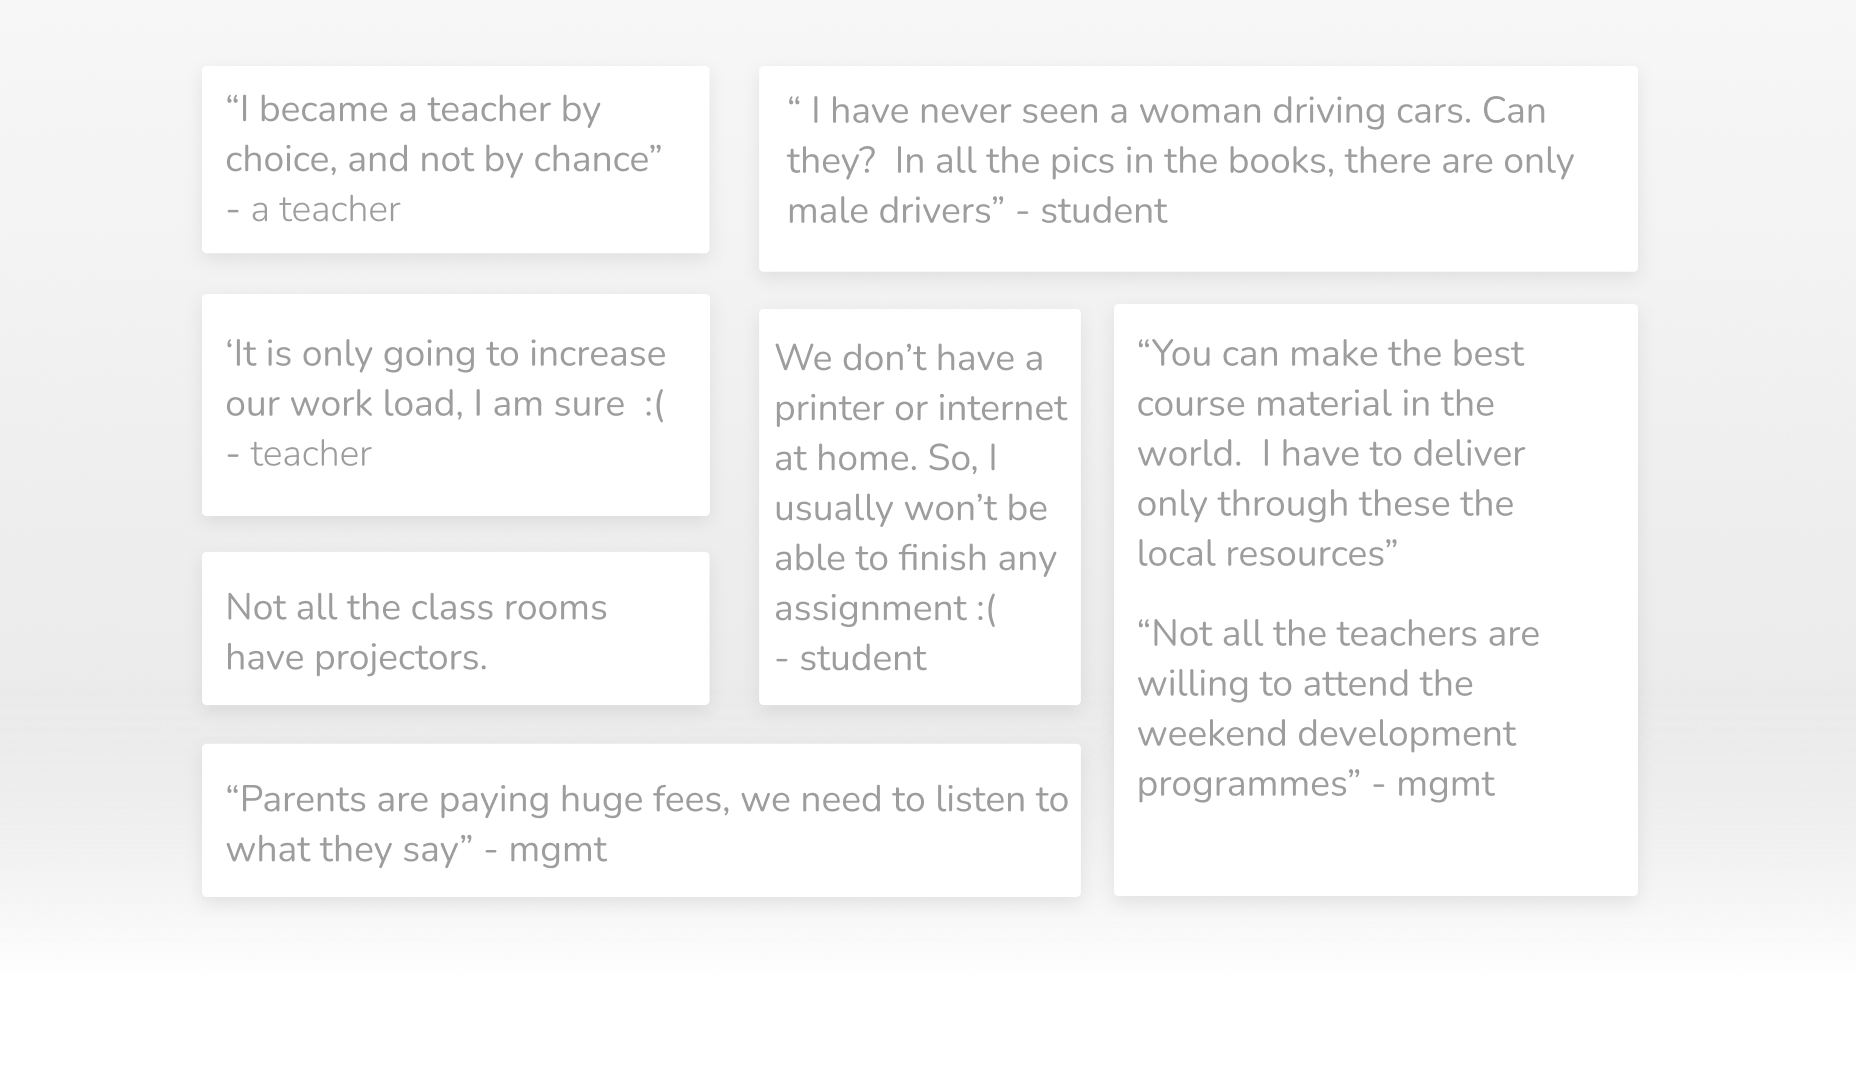 “I became a teacher by
choice, and not by chance”
- a teacher
“ I have never seen a woman driving cars. Can
they?  In all the pics in the books, there are only
male drivers” - student
‘It is only going to increase
our work load, I am sure  :(
- teacher
We don’t have a
printer or internet
at home. So, I
usually won’t be
able to finish any
assignment :(
- student
“You can make the best
course material in the
world.  I have to deliver
only through these the
local resources”
“Not all the teachers are
willing to attend the
weekend development
programmes” - mgmt
Not all the class rooms
have projectors.
“Parents are paying huge fees, we need to listen to
what they say” - mgmt